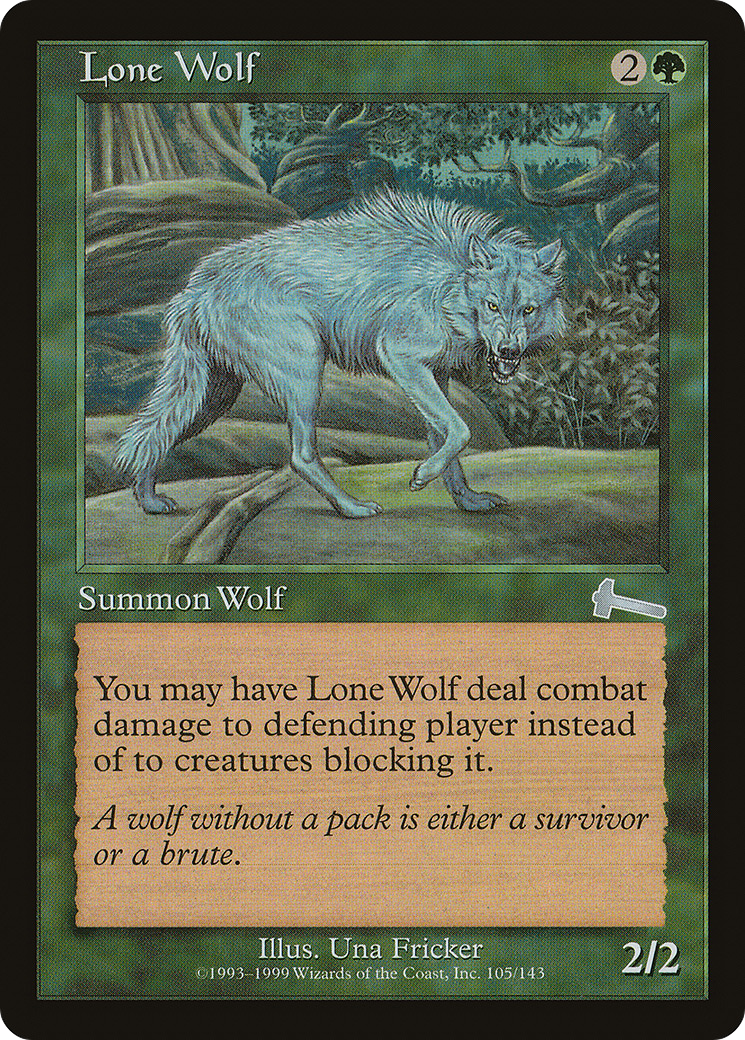 Lone Wolf
2
Summon Wolf
You may have Lone Wolf deal combat
damage to defending player instead
of to creatures blocking it.
A wolf without a pack is either a survivor
or a brute.
Illus. Una Fricker
©1993–1999 Wizards of the Coast, Inc. 105/143
2/2